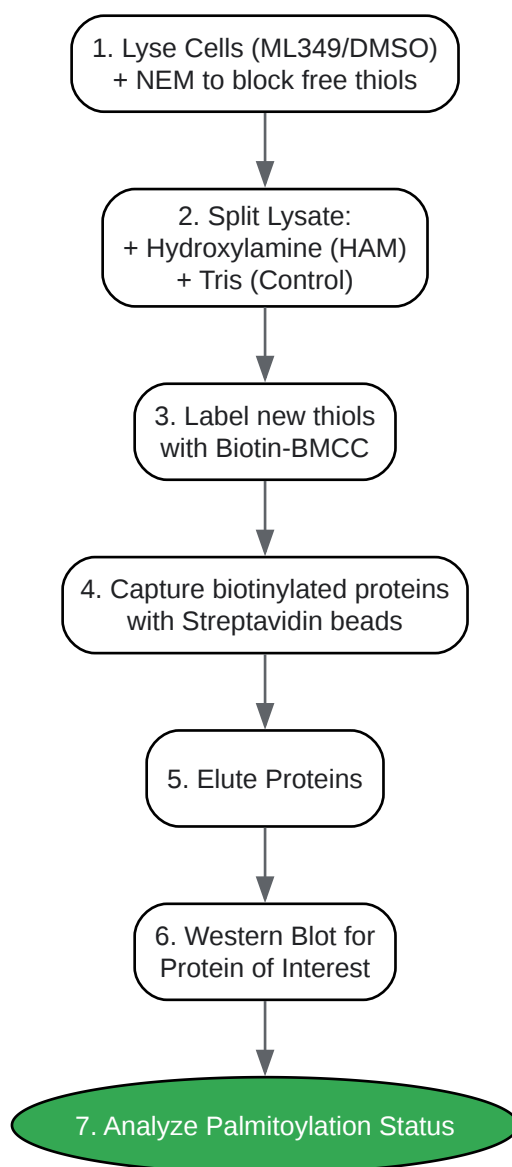 1. Lyse Cells (ML349/DMSO)
+ NEM to block free thiols
2. Split Lysate:
+ Hydroxylamine (HAM)
+ Tris (Control)
3. Label new thiols
with Biotin-BMCC
4. Capture biotinylated proteins
with Streptavidin beads
5. Elute Proteins
6. Western Blot for
Protein of Interest
7. Analyze Palmitoylation Status